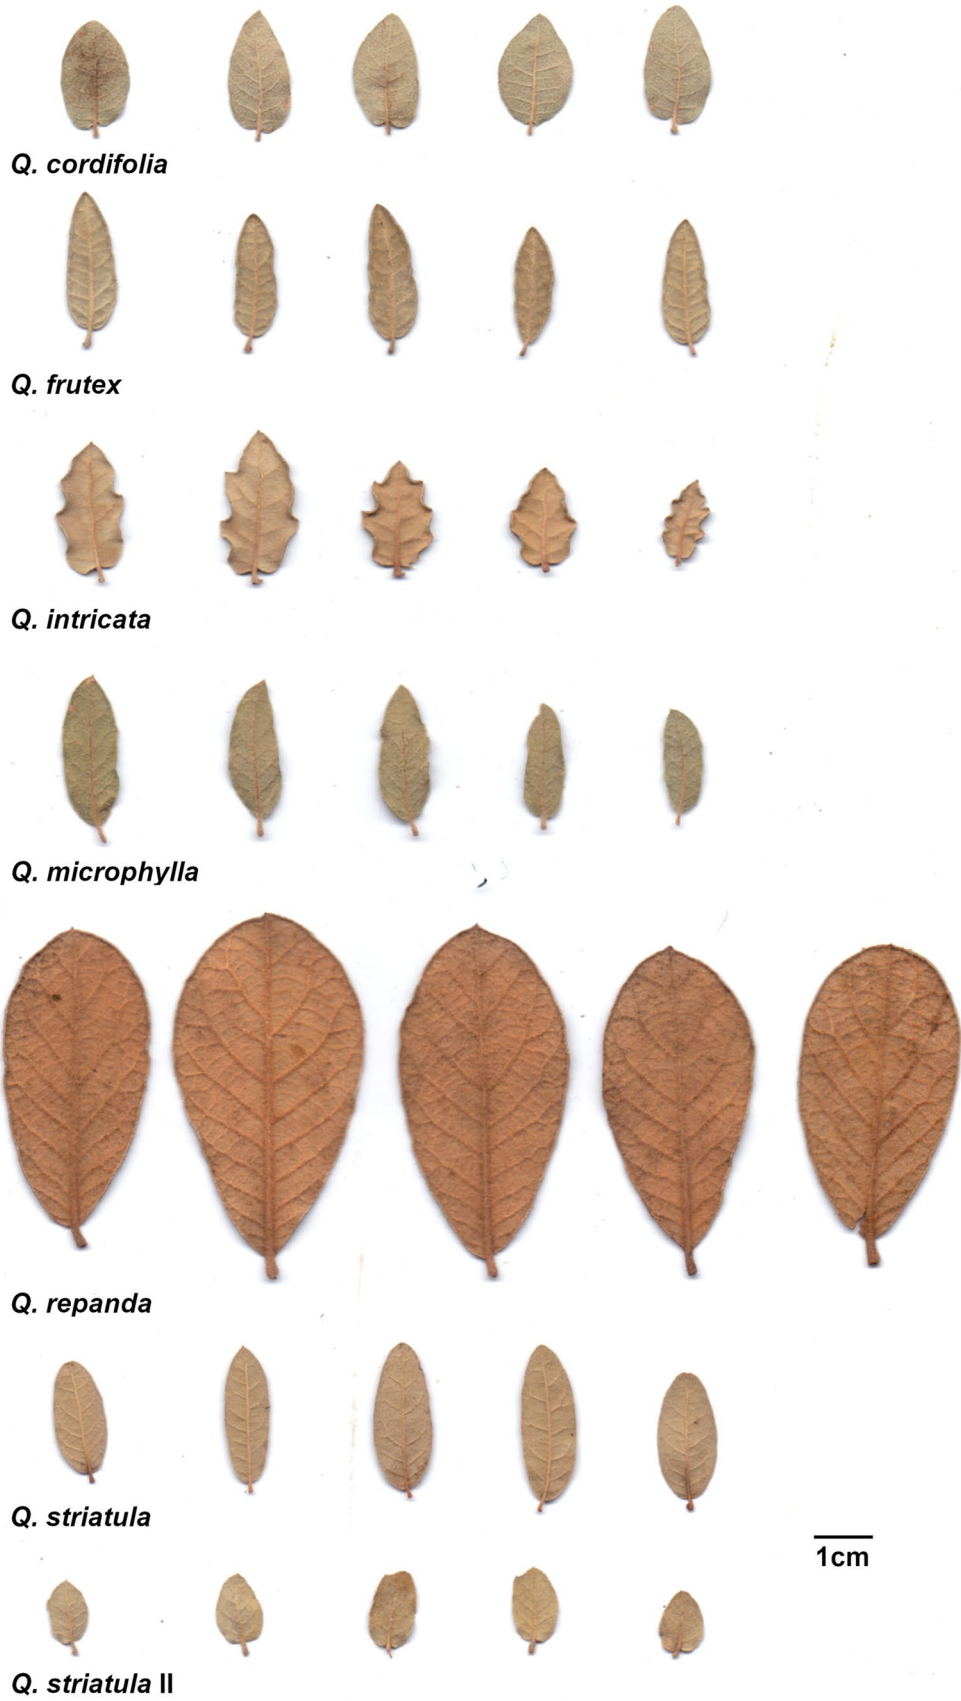 Q. cordifolia
Q. frutex
Q. intricata
Q. microphylla
Q. repanda
Q. striatula
1cm
Q. striatula II